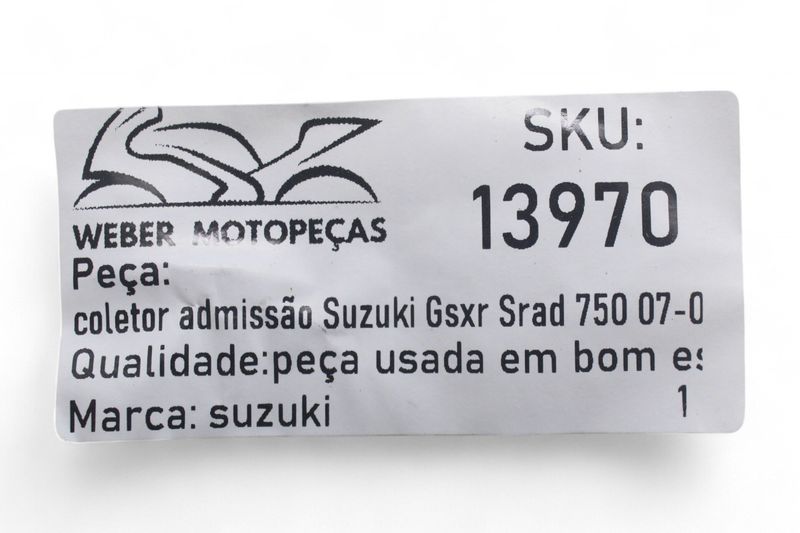 SKU:
13970
WEBER MOTOPEÇAS
Peça:
coletor admissão Suzuki Gsxr Srad 750 07-0
Qualidade:peça usada em bom es
Marca: suzuki
1